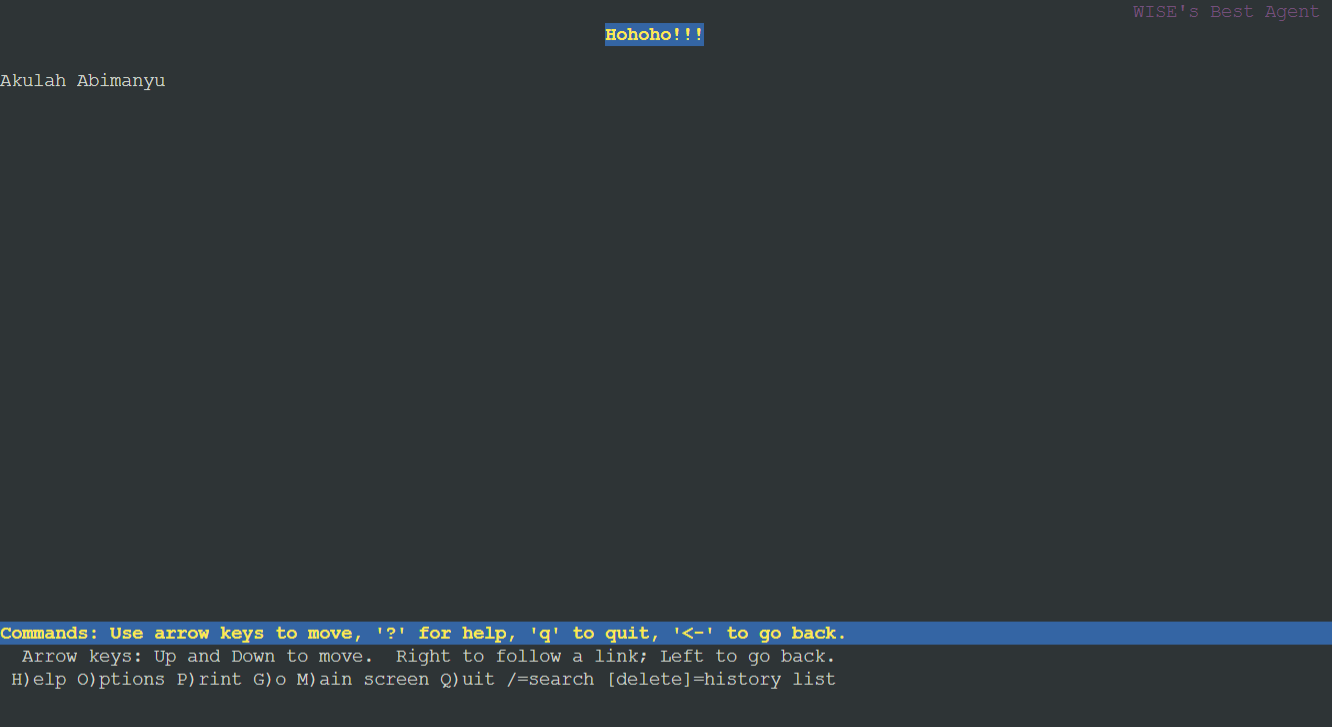 WISE's Best Agent
Hohoho!!!
Akulah Abimanyu
Commands: Use arrow keys to move, '?' for help, 'q' to quit, '<-' to go back.
Arrow keys: Up and Down to move.  Right to follow a link; Left to go back.
H)elp O)ptions P)rint G)o M)ain screen Q)uit /=search [delete]=history list